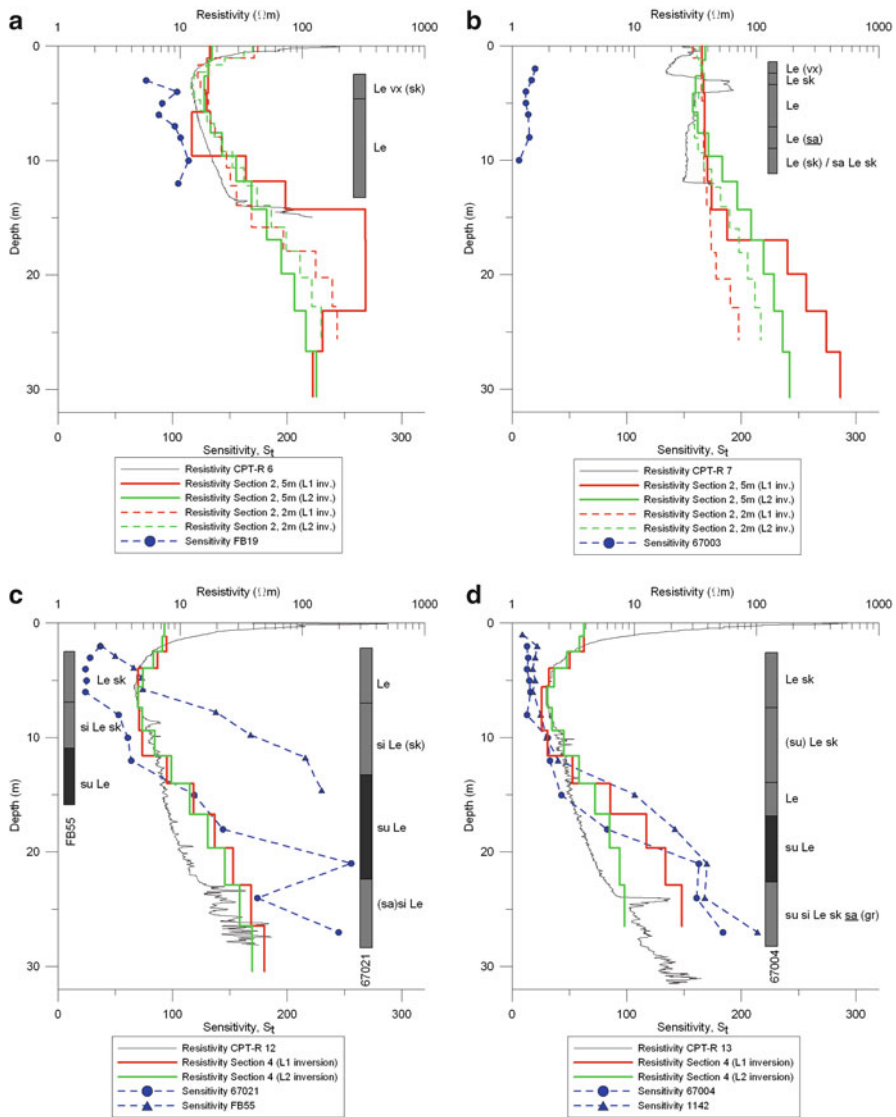 a
Resistivity (Ωm)
1 10 100 1000
Depth (m)
0
10
20
30
Le vx (sk)
Le
0 100 200 300
Sensitivity, St
Resistivity CPT-R 6
Resistivity Section 2, 5m (L1 inv.)
Resistivity Section 2, 5m (L2 inv.)
Resistivity Section 2, 2m (L1 inv.)
Resistivity Section 2, 2m (L2 inv.)
Sensitivity FB19
b
Resistivity (Ωm)
1 10 100 1000
Depth (m)
0
10
20
30
Le (vx)
Le sk
Le
Le (sa)
Le (sk) / sa Le sk
0 100 200 300
Sensitivity, St
Resistivity CPT-R 7
Resistivity Section 2, 5m (L1 inv.)
Resistivity Section 2, 5m (L2 inv.)
Resistivity Section 2, 2m (L1 inv.)
Resistivity Section 2, 2m (L2 inv.)
Sensitivity 67003
c
Resistivity (Ωm)
1 10 100 1000
Depth (m)
0
10
20
30
Le sk
si Le sk
su Le
FB55
Le
si Le (sk)
su Le
(sa)si Le
67021
0 100 200 300
Sensitivity, St
Resistivity CPT-R 12
Resistivity Section 4 (L1 inversion)
Resistivity Section 4 (L2 inversion)
Sensitivity 67021
Sensitivity FB55
d
Resistivity (Ωm)
1 10 100 1000
Depth (m)
0
10
20
30
Le sk
(su) Le sk
Le
su Le
su si Le sk sa (gr)
67004
0 100 200 300
Sensitivity, St
Resistivity CPT-R 13
Resistivity Section 4 (L1 inversion)
Resistivity Section 4 (L2 inversion)
Sensitivity 67004
Sensitivity 1142